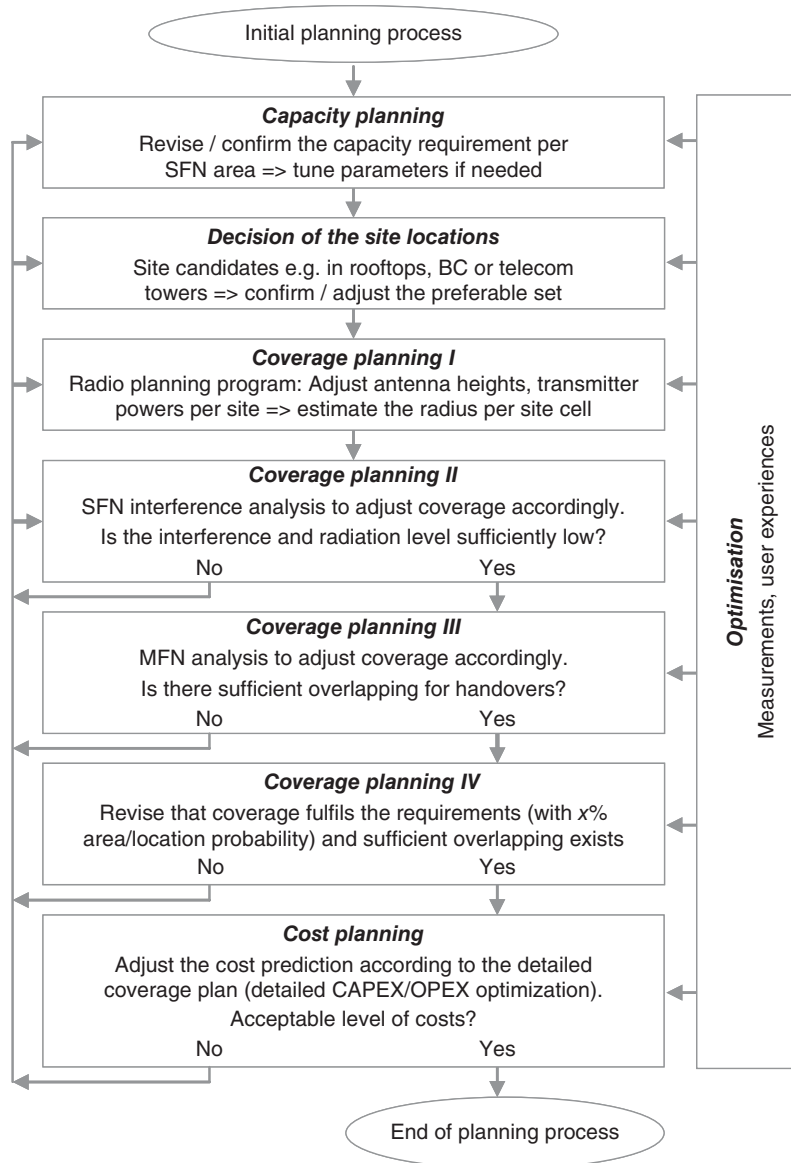 Initial planning process
Capacity planning
Revise / confirm the capacity requirement per
SFN area => tune parameters if needed
Decision of the site locations
Site candidates e.g. in rooftops, BC or telecom
towers => confirm / adjust the preferable set
Coverage planning I
Radio planning program: Adjust antenna heights, transmitter
powers per site => estimate the radius per site cell
Coverage planning II
SFN interference analysis to adjust coverage accordingly.
Is the interference and radiation level sufficiently low?
No Yes
Coverage planning III
MFN analysis to adjust coverage accordingly.
Is there sufficient overlapping for handovers?
No Yes
Coverage planning IV
Revise that coverage fulfils the requirements (with x%
area/location probability) and sufficient overlapping exists
No Yes
Cost planning
Adjust the cost prediction according to the detailed
coverage plan (detailed CAPEX/OPEX optimization).
Acceptable level of costs?
No Yes
End of planning process
Optimisation
Measurements, user experiences